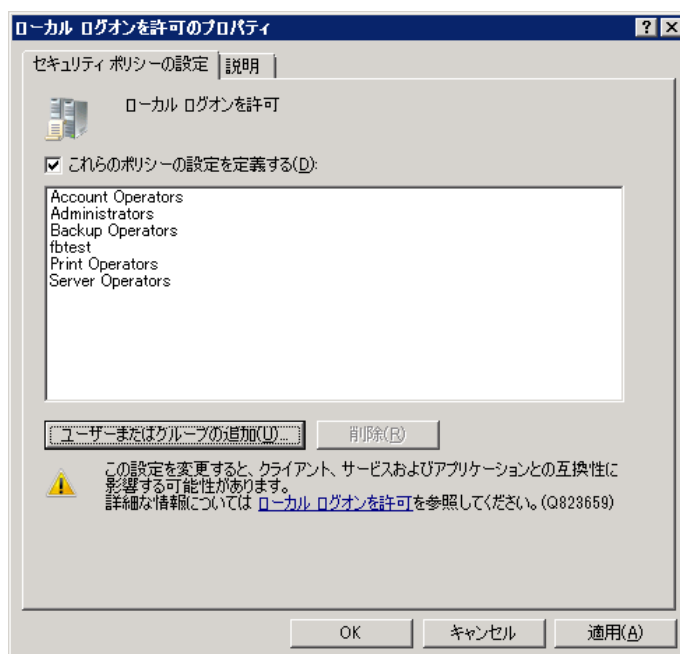 ローカル ログオンを許可のプロパティ
セキュリティ ポリシーの設定 説明
ローカル ログオンを許可
これらのポリシーの設定を定義する(D):
Account Operators
Administrators
Backup Operators
fbtest
Print Operators
Server Operators
ユーザーまたはグループの追加(U)... 削除(R)
この設定を変更すると、クライアント、サービスおよびアプリケーションとの互換性に
影響する可能性があります。
詳細な情報については ローカル ログオンを許可を参照してください。(Q823659)
OK キャンセル 適用(A)